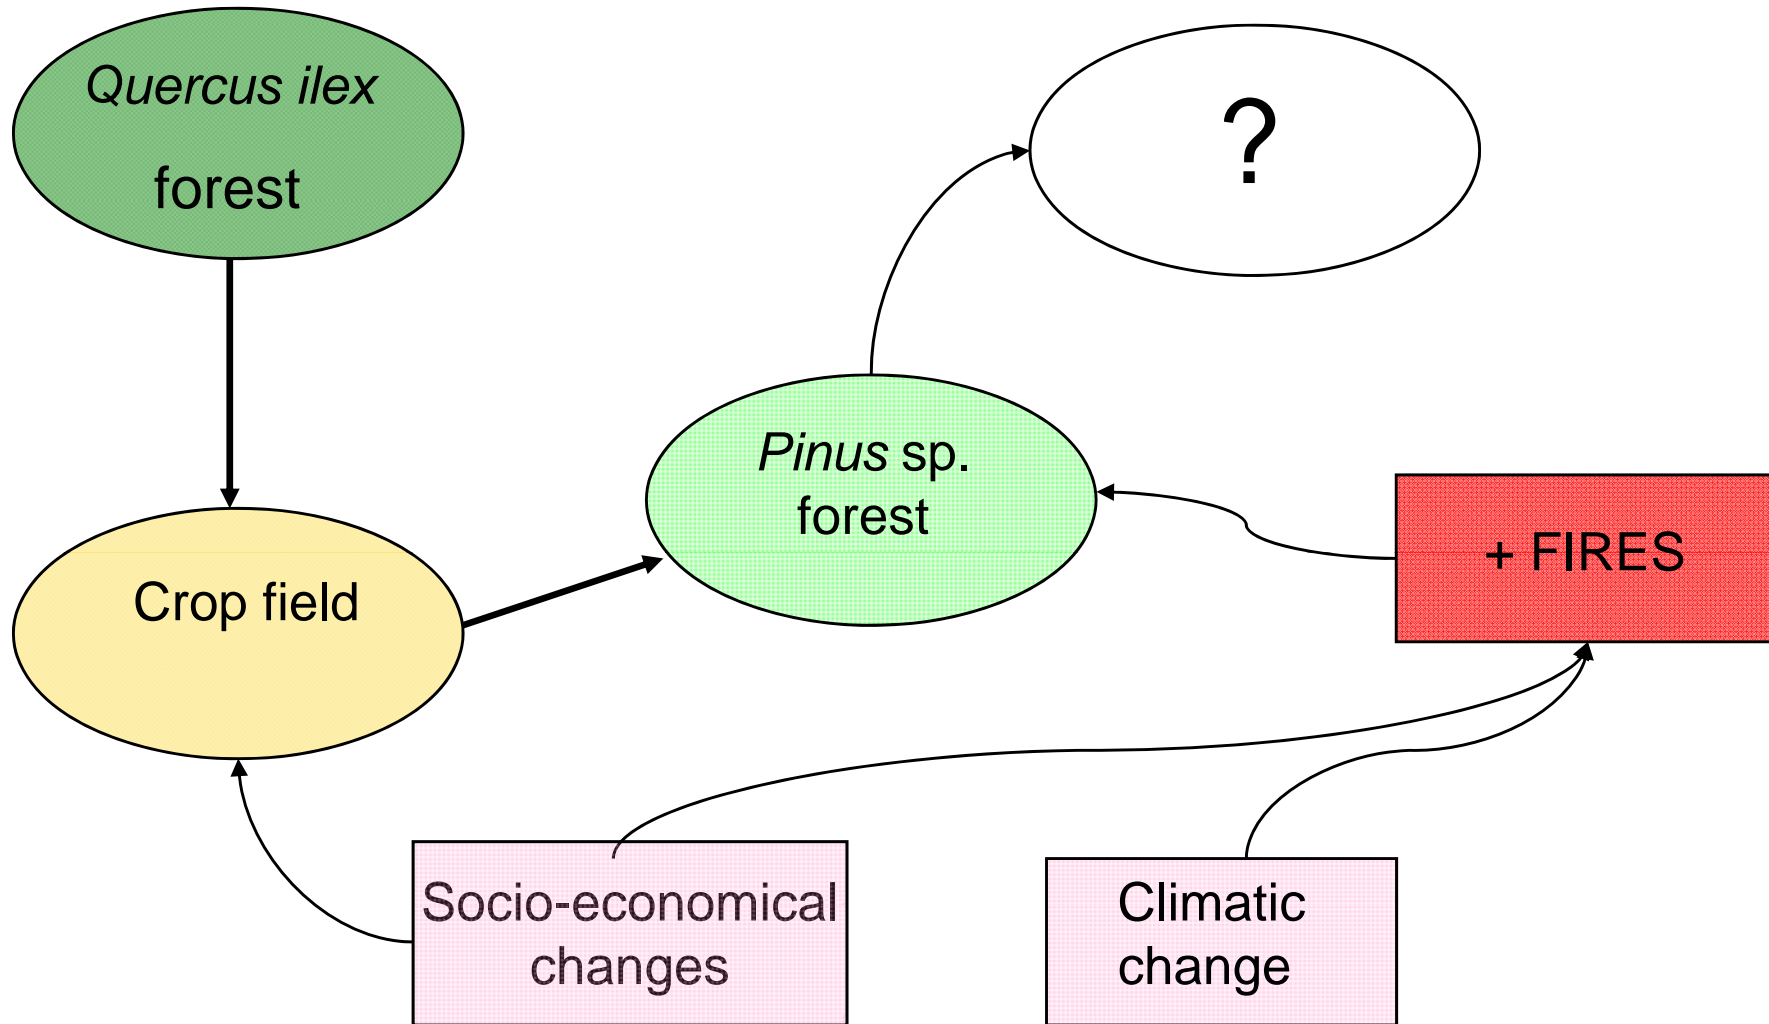 Quercus ilex
forest
?
Pinus sp.
forest
+ FIRES
Crop field
Socio-economical
changes
Climatic
change